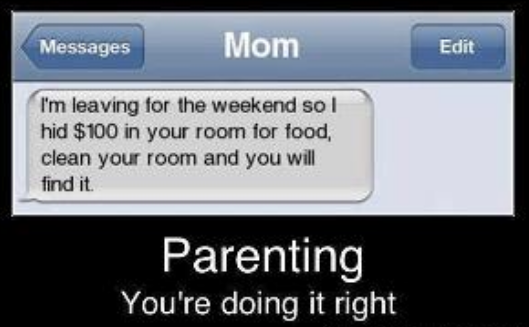 Messages Mom Edit
I'm leaving for the weekend so I
hid $100 in your room for food,
clean your room and you will
find it.
Parenting
You're doing it right